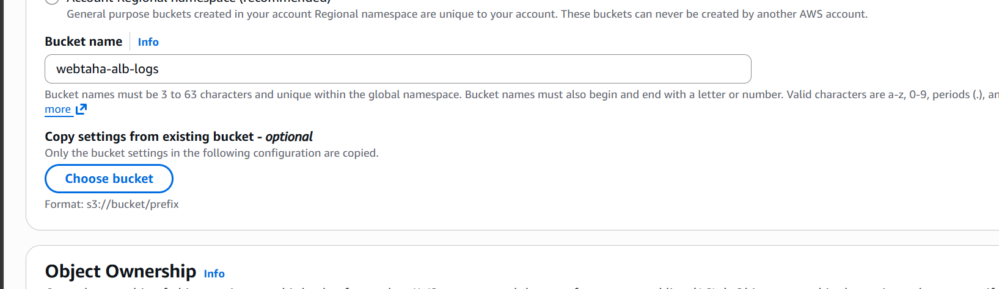 Account Regional namespace (recommended)
General purpose buckets created in your account Regional namespace are unique to your account. These buckets can never be created by another AWS account.
Bucket name Info
webtaha-alb-logs
Bucket names must be 3 to 63 characters and unique within the global namespace. Bucket names must also begin and end with a letter or number. Valid characters are a-z, 0-9, periods (.), an
more
Copy settings from existing bucket - optional
Only the bucket settings in the following configuration are copied.
Choose bucket
Format: s3://bucket/prefix
Object Ownership Info